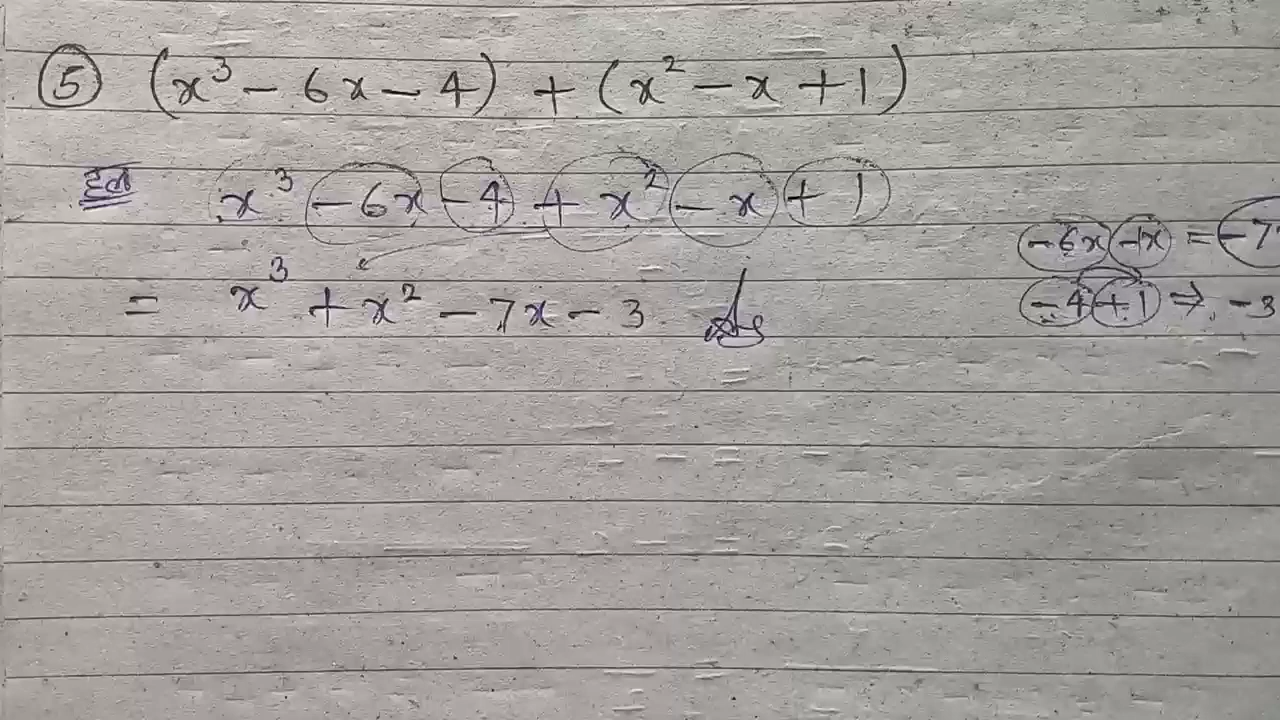 ⑤ (x³ - 6x - 4) + (x² - x + 1)
हल x³ - 6x - 4 + x² - x + 1
= x³ + x² - 7x - 3 Ans
-6x -1x = -7
-4 +1 ⇒ -3